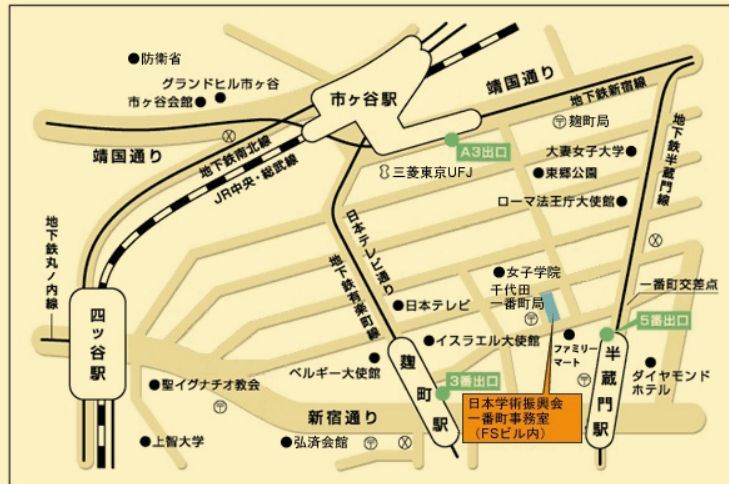 防衛省
グランドヒル市ヶ谷
市ヶ谷会館
市ヶ谷駅
靖国通り
地下鉄新宿線
麹町局
A3出口
靖国通り
地下鉄南北線
JR中央・総武線
三菱東京UFJ
大妻女子大学
東郷公園
ローマ法王庁大使館
地下鉄半蔵門線
地下鉄丸ノ内線
日本テレビ通り
地下鉄有楽町線
女子学院
千代田
一番町局
一番町交差点
四ツ谷駅
日本テレビ
イスラエル大使館
5番出口
ファミリー
マート
半蔵門駅
ベルギー大使館
麹町駅
3番出口
ダイヤモンド
ホテル
聖イグナチオ教会
新宿通り
日本学術振興会
一番町事務室
(FSビル内)
上智大学
弘済会館